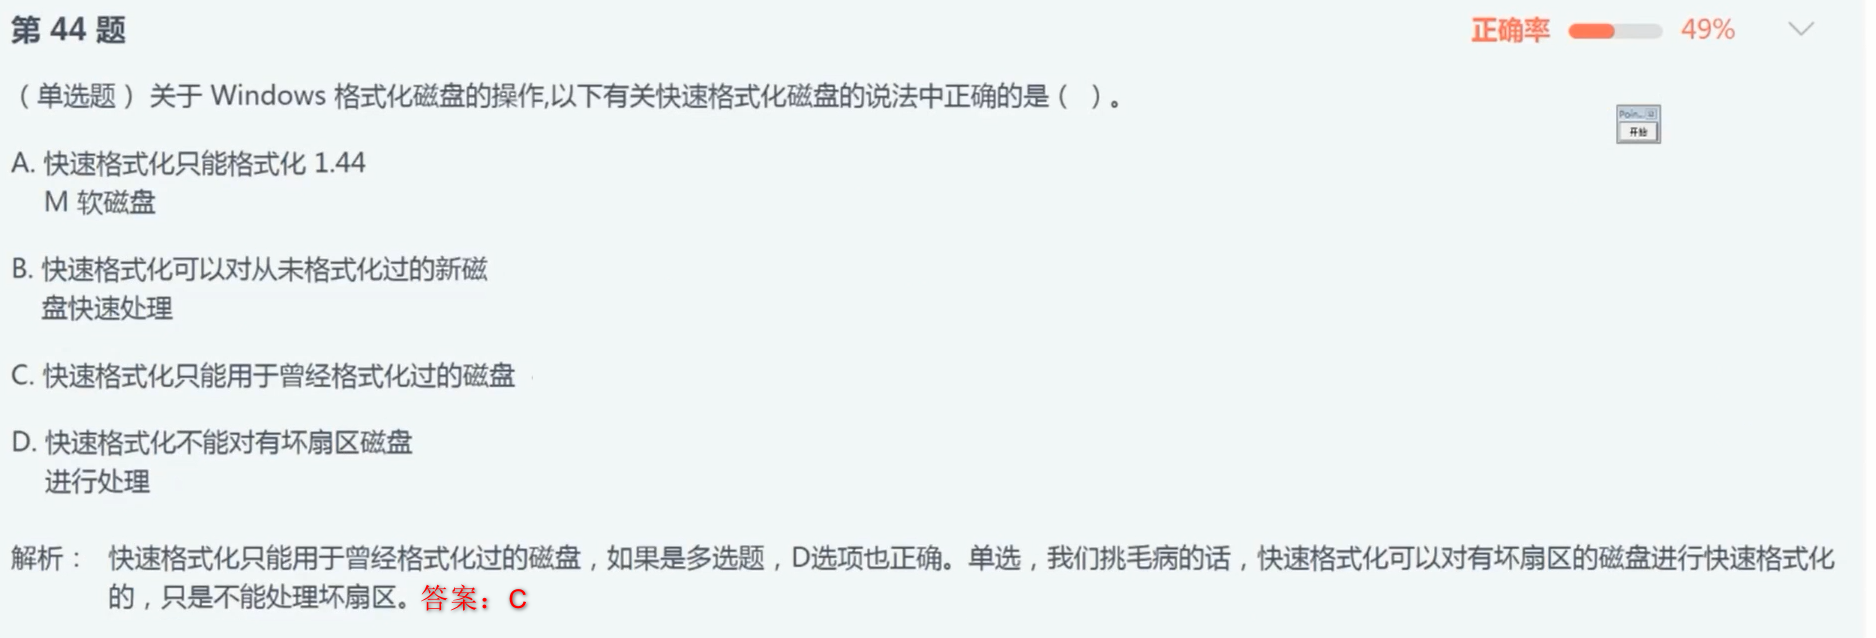 第 44 题
正确率 49%
（单选题）关于 Windows 格式化磁盘的操作,以下有关快速格式化磁盘的说法中正确的是（ ）。
Poin...
开始
A. 快速格式化只能格式化 1.44
M 软磁盘
B. 快速格式化可以对从未格式化过的新磁
盘快速处理
C. 快速格式化只能用于曾经格式化过的磁盘
D. 快速格式化不能对有坏扇区磁盘
进行处理
解析： 快速格式化只能用于曾经格式化过的磁盘，如果是多选题，D选项也正确。单选，我们挑毛病的话，快速格式化可以对有坏扇区的磁盘进行快速格式化
的，只是不能处理坏扇区。答案：C